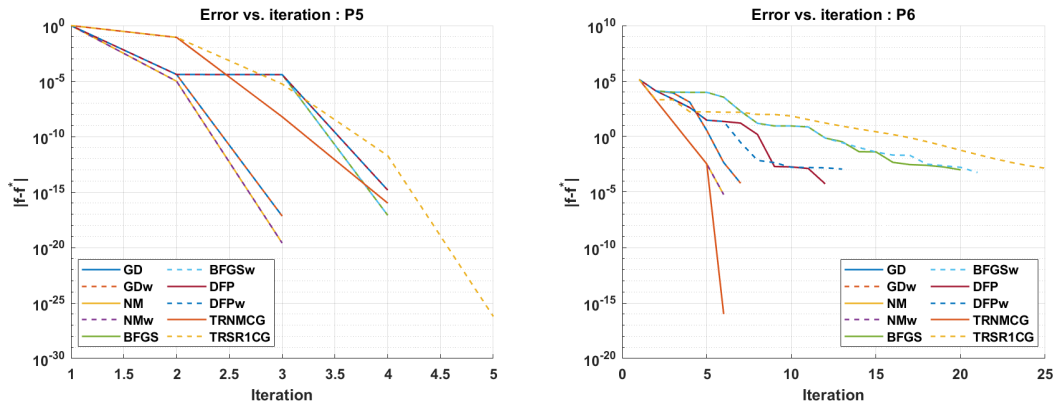 Error vs. iteration : P5
10^0
10^-5
10^-10
10^-15
10^-20
10^-25
10^-30
|f-f^*|
GD
GDw
NM
NMw
BFGS
BFGSw
DFP
DFPw
TRNMCG
TRSR1CG
1 1.5 2 2.5 3 3.5 4 4.5 5
Iteration
Error vs. iteration : P6
10^10
10^5
10^0
10^-5
10^-10
10^-15
10^-20
|f-f^*|
GD
GDw
NM
NMw
BFGS
BFGSw
DFP
DFPw
TRNMCG
TRSR1CG
0 5 10 15 20 25
Iteration